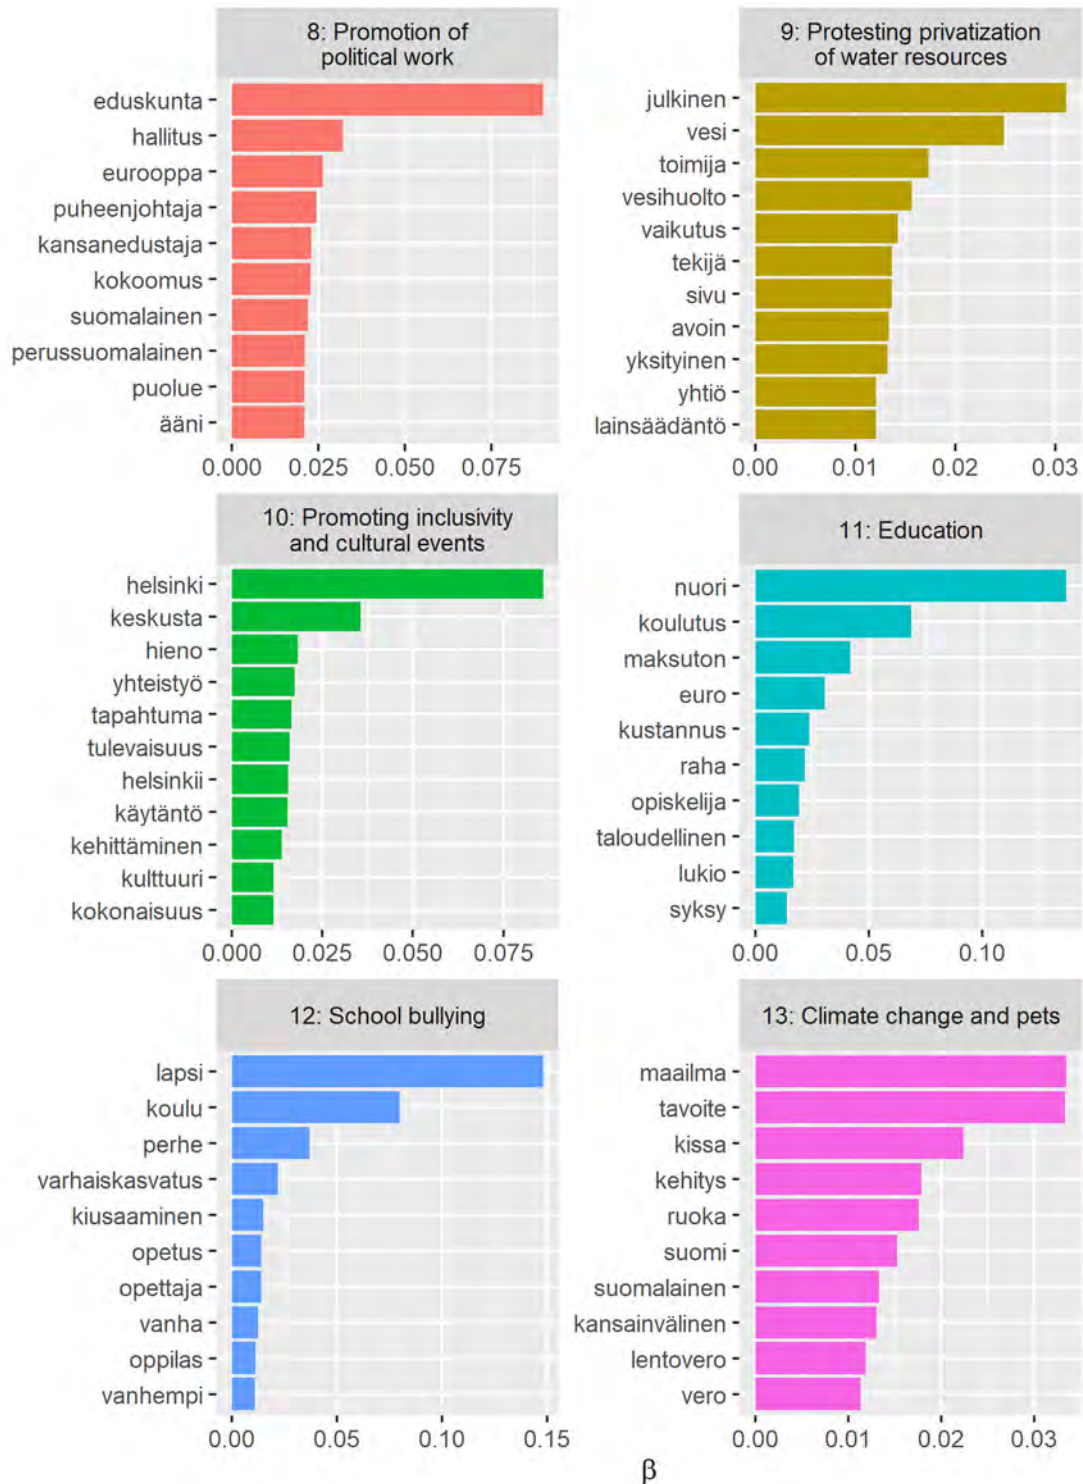 8: Promotion of
political work
eduskunta
hallitus
eurooppa
puheenjohtaja
kansanedustaja
kokoomus
suomalainen
perussuomalainen
puolue
ääni
0.000 0.025 0.050 0.075
9: Protesting privatization
of water resources
julkinen
vesi
toimija
vesihuolto
vaikutus
tekijä
sivu
avoin
yksityinen
yhtiö
lainsäädäntö
0.00 0.01 0.02 0.03
10: Promoting inclusivity
and cultural events
helsinki
keskusta
hieno
yhteistyö
tapahtuma
tulevaisuus
helsinkii
käytäntö
kehittäminen
kulttuuri
kokonaisuus
0.000 0.025 0.050 0.075
11: Education
nuori
koulutus
maksuton
euro
kustannus
raha
opiskelija
taloudellinen
lukio
syksy
0.00 0.05 0.10
12: School bullying
lapsi
koulu
perhe
varhaiskasvatus
kiusaaminen
opetus
opettaja
vanha
oppilas
vanhempi
0.00 0.05 0.10 0.15
13: Climate change and pets
maailma
tavoite
kissa
kehitys
ruoka
suomi
suomalainen
kansainvälinen
lentovero
vero
0.00 0.01 0.02 0.03
β